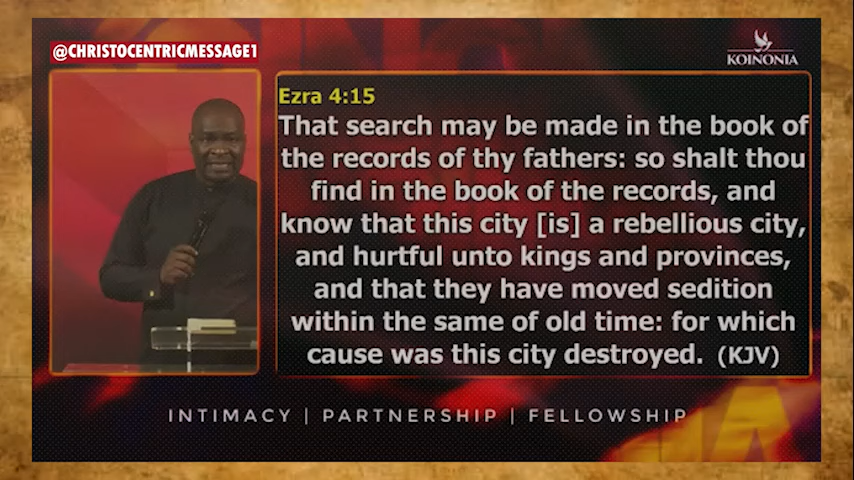 @CHRISTOCENTRICMESSAGE1
KOINONIA
Ezra 4:15
That search may be made in the book of
the records of thy fathers: so shalt thou
find in the book of the records, and
know that this city [is] a rebellious city,
and hurtful unto kings and provinces,
and that they have moved sedition
within the same of old time: for which
cause was this city destroyed. (KJV)
INTIMACY | PARTNERSHIP | FELLOWSHIP